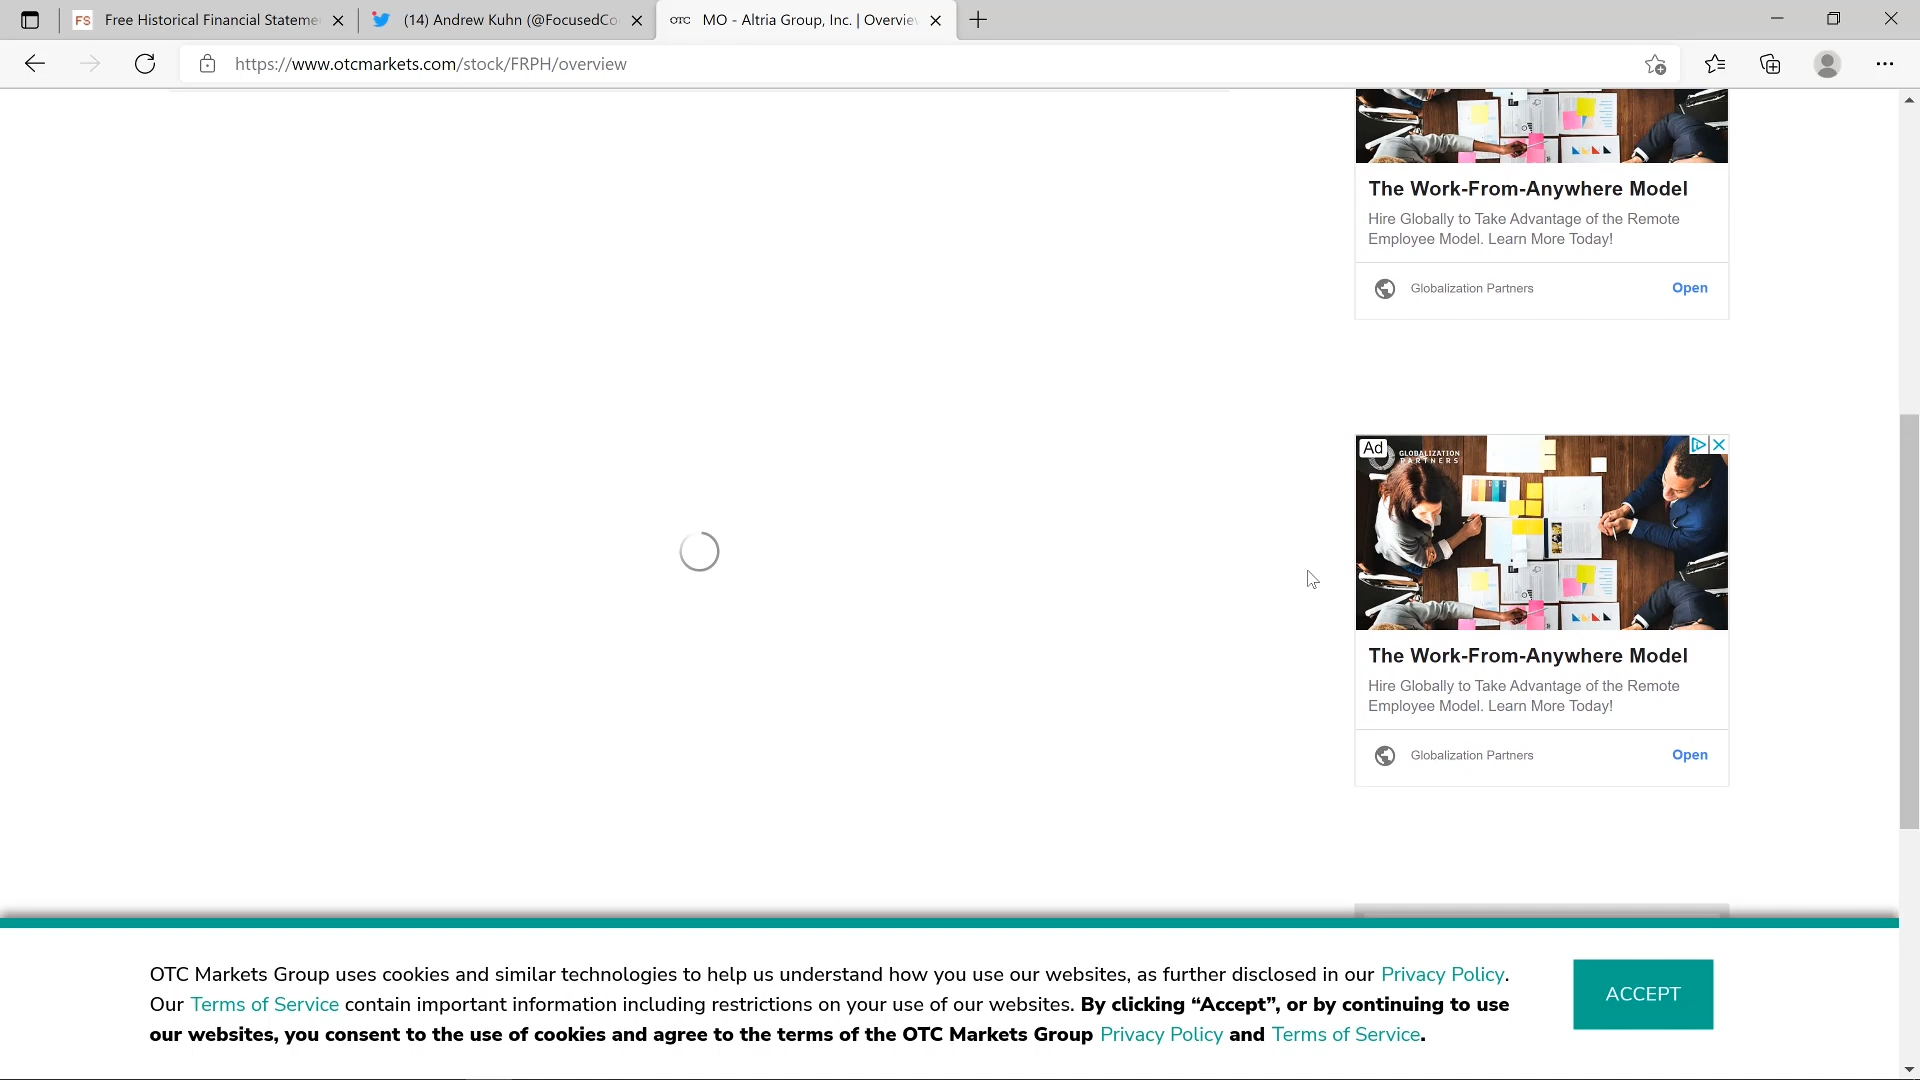 FS Free Historical Financial Stateme
(14) Andrew Kuhn (@FocusedCo
OTC MO - Altria Group, Inc. | Overview
https://www.otcmarkets.com/stock/FRPH/overview
The Work-From-Anywhere Model
Hire Globally to Take Advantage of the Remote
Employee Model. Learn More Today!
Globalization Partners
Open
Ad
GLOBALIZATION
PARTNERS
The Work-From-Anywhere Model
Hire Globally to Take Advantage of the Remote
Employee Model. Learn More Today!
Globalization Partners
Open
OTC Markets Group uses cookies and similar technologies to help us understand how you use our websites, as further disclosed in our Privacy Policy.
Our Terms of Service contain important information including restrictions on your use of our websites. By clicking “Accept”, or by continuing to use
our websites, you consent to the use of cookies and agree to the terms of the OTC Markets Group Privacy Policy and Terms of Service.
ACCEPT